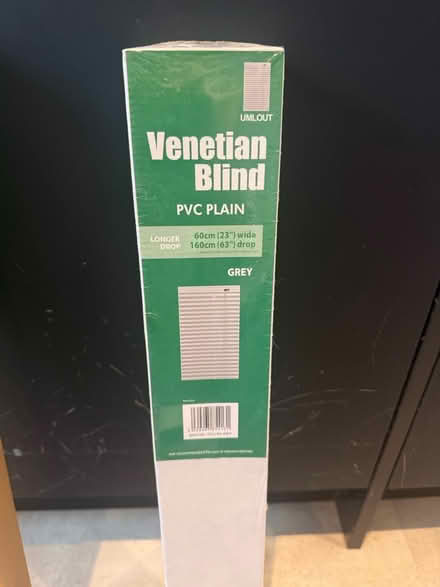 UMLOUT
Venetian
Blind
PVC PLAIN
LONGER
DROP
60cm (23") wide
160cm (63") drop
GREY